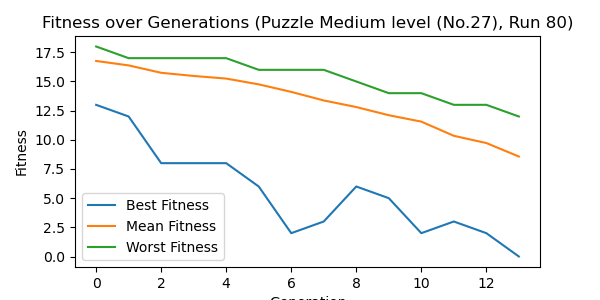 Fitness over Generations (Puzzle Medium level (No.27), Run 80)
17.5
15.0
12.5
10.0
7.5
5.0
2.5
0.0
Fitness
Best Fitness
Mean Fitness
Worst Fitness
0 2 4 6 8 10 12
Generation